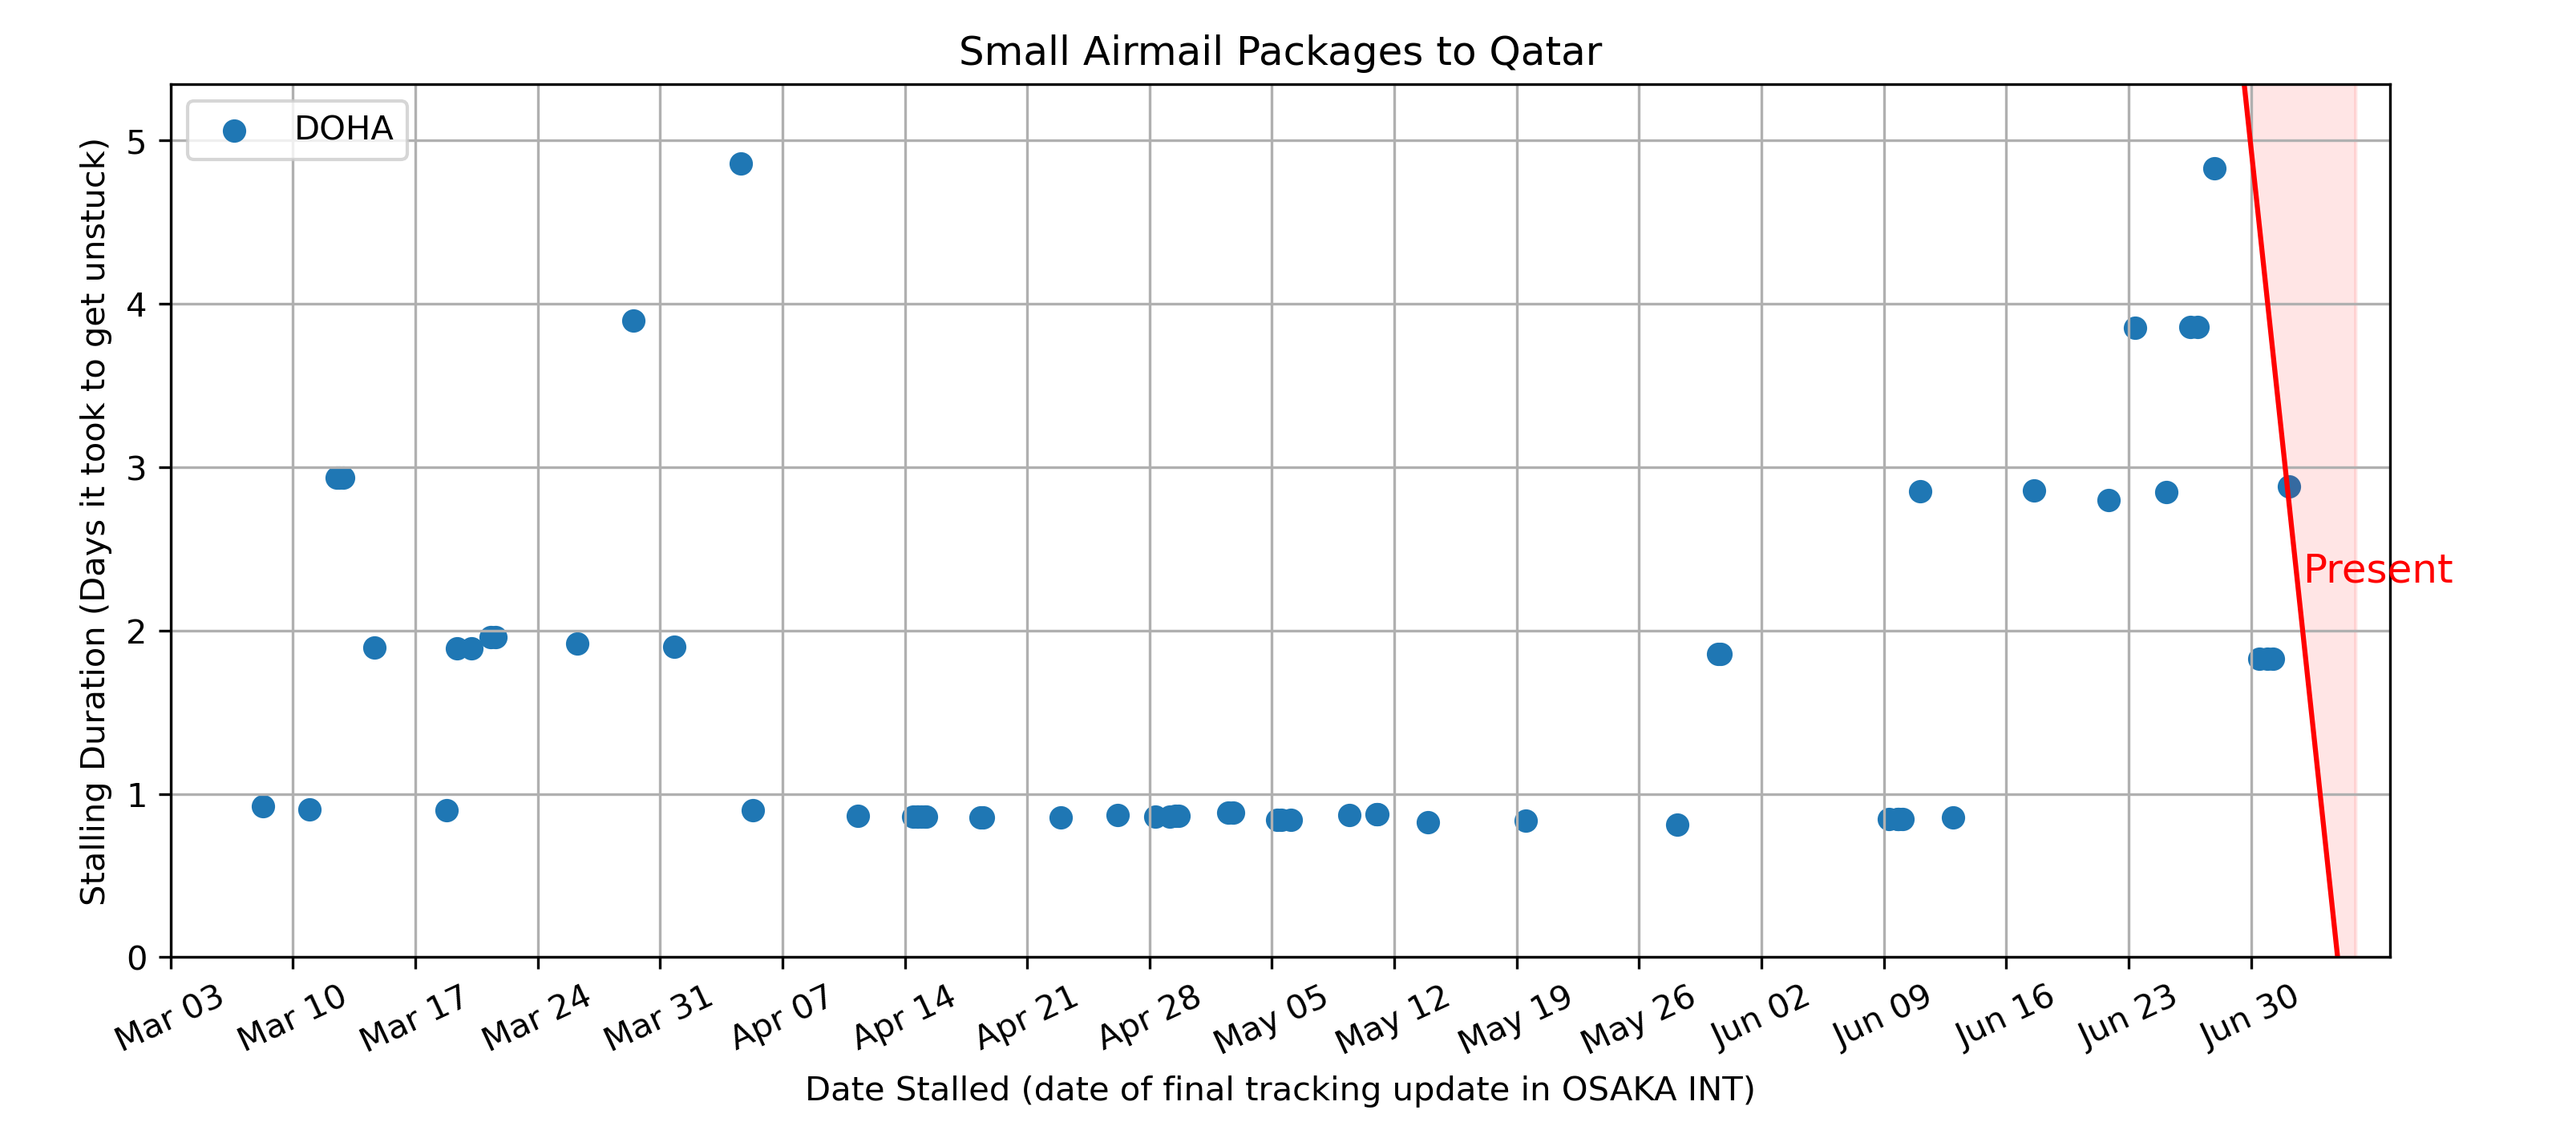 Small Airmail Packages to Qatar
DOHA
Stalling Duration (Days it took to get unstuck)
5
4
3
2
1
0
Present
Mar 03
Mar 10
Mar 17
Mar 24
Mar 31
Apr 07
Apr 14
Apr 21
Apr 28
May 05
May 12
May 19
May 26
Jun 02
Jun 09
Jun 16
Jun 23
Jun 30
Date Stalled (date of final tracking update in OSAKA INT)